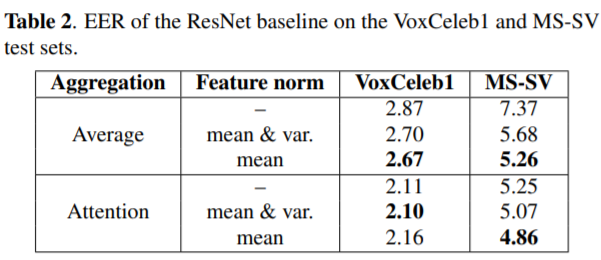 Table 2. EER of the ResNet baseline on the VoxCeleb1 and MS-SV
test sets.
Aggregation Feature norm VoxCeleb1 MS-SV
– 2.87 7.37
Average mean & var. 2.70 5.68
mean 2.67 5.26
– 2.11 5.25
Attention mean & var. 2.10 5.07
mean 2.16 4.86